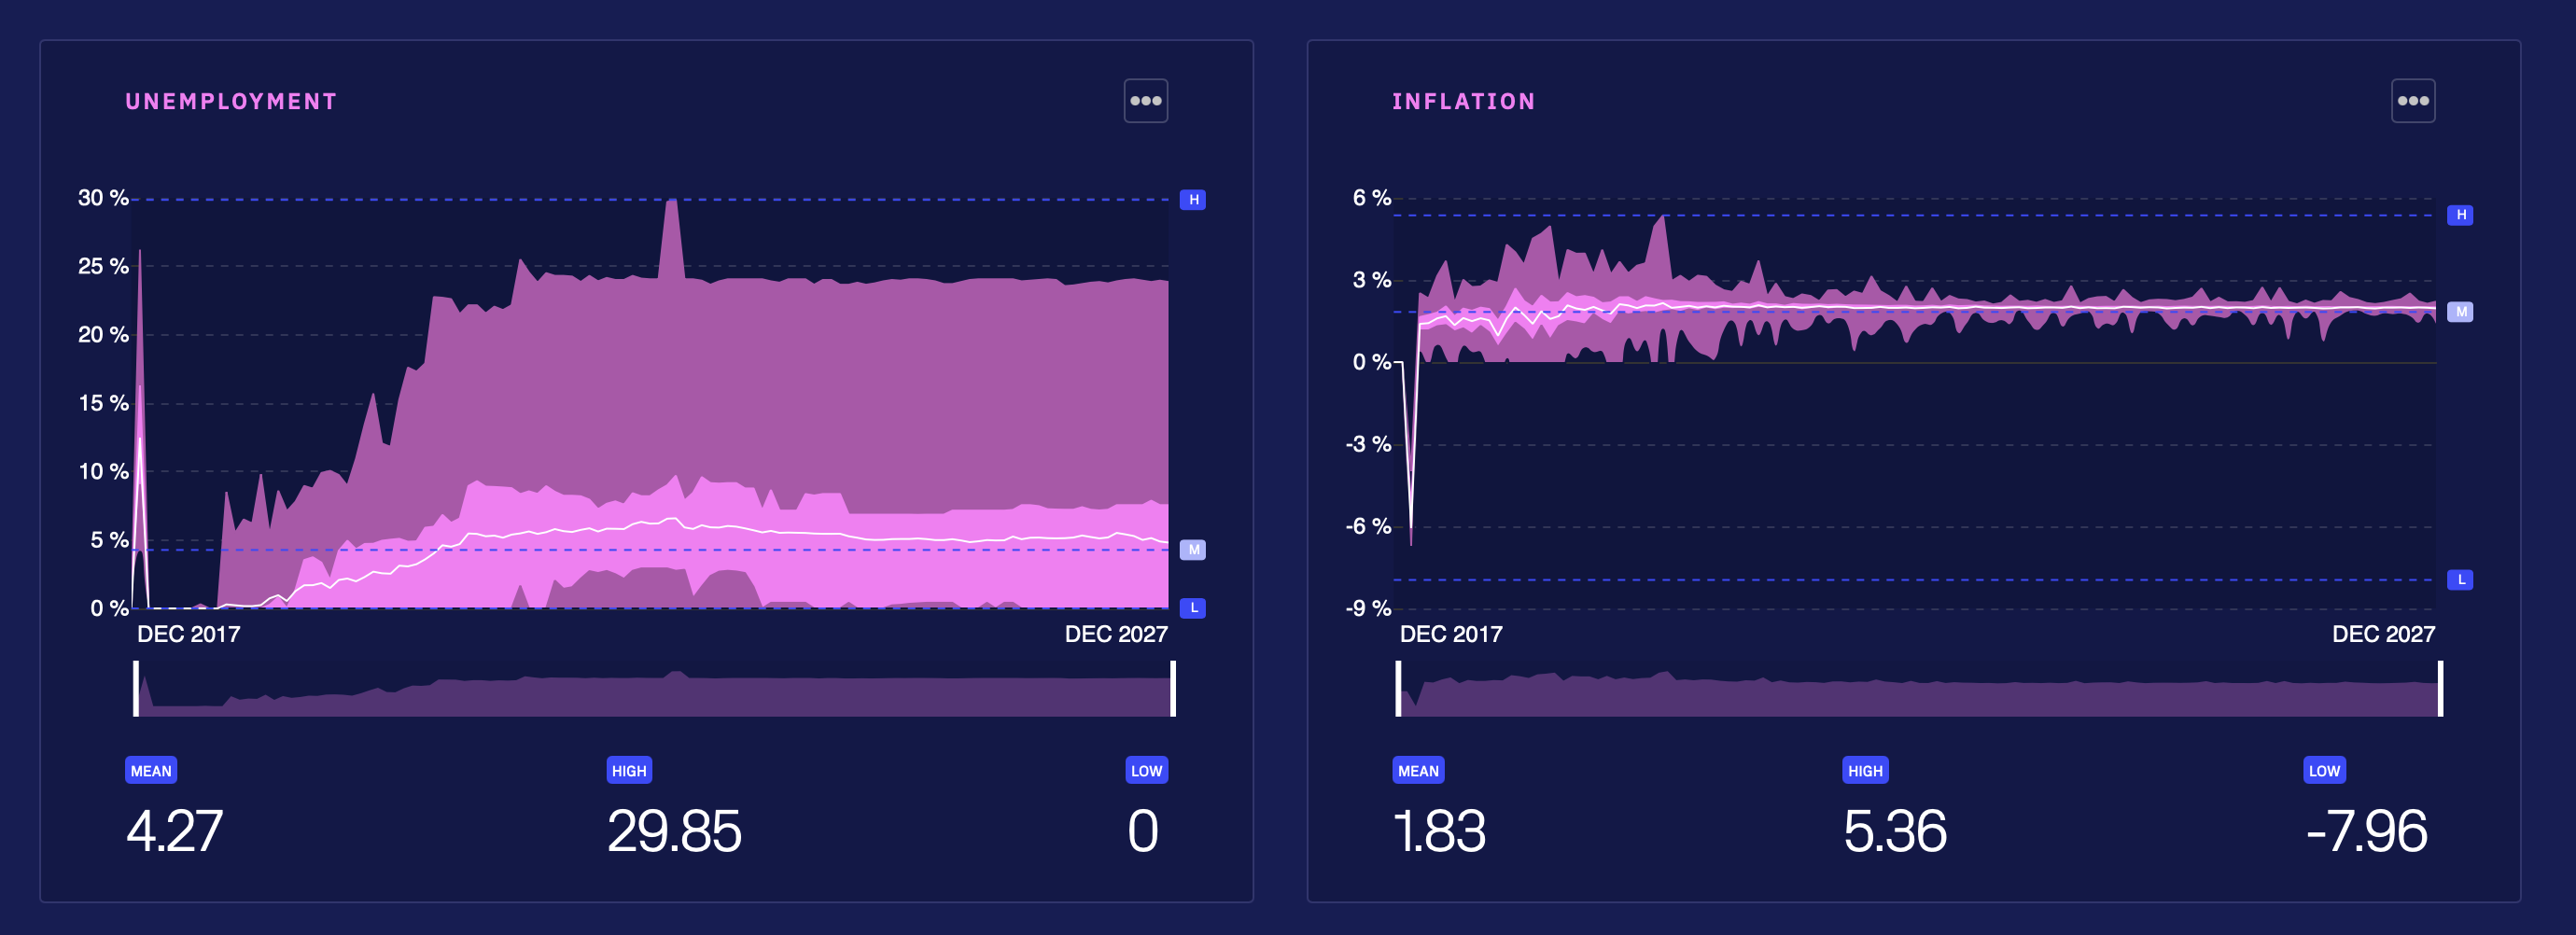 UNEMPLOYMENT
30 %
H
25 %
20 %
15 %
10 %
5 %
M
0 %
L
DEC 2017 DEC 2027
MEAN HIGH LOW
4.27 29.85 0
INFLATION
6 %
H
3 %
M
0 %
-3 %
-6 %
L
-9 %
DEC 2017 DEC 2027
MEAN HIGH LOW
1.83 5.36 -7.96